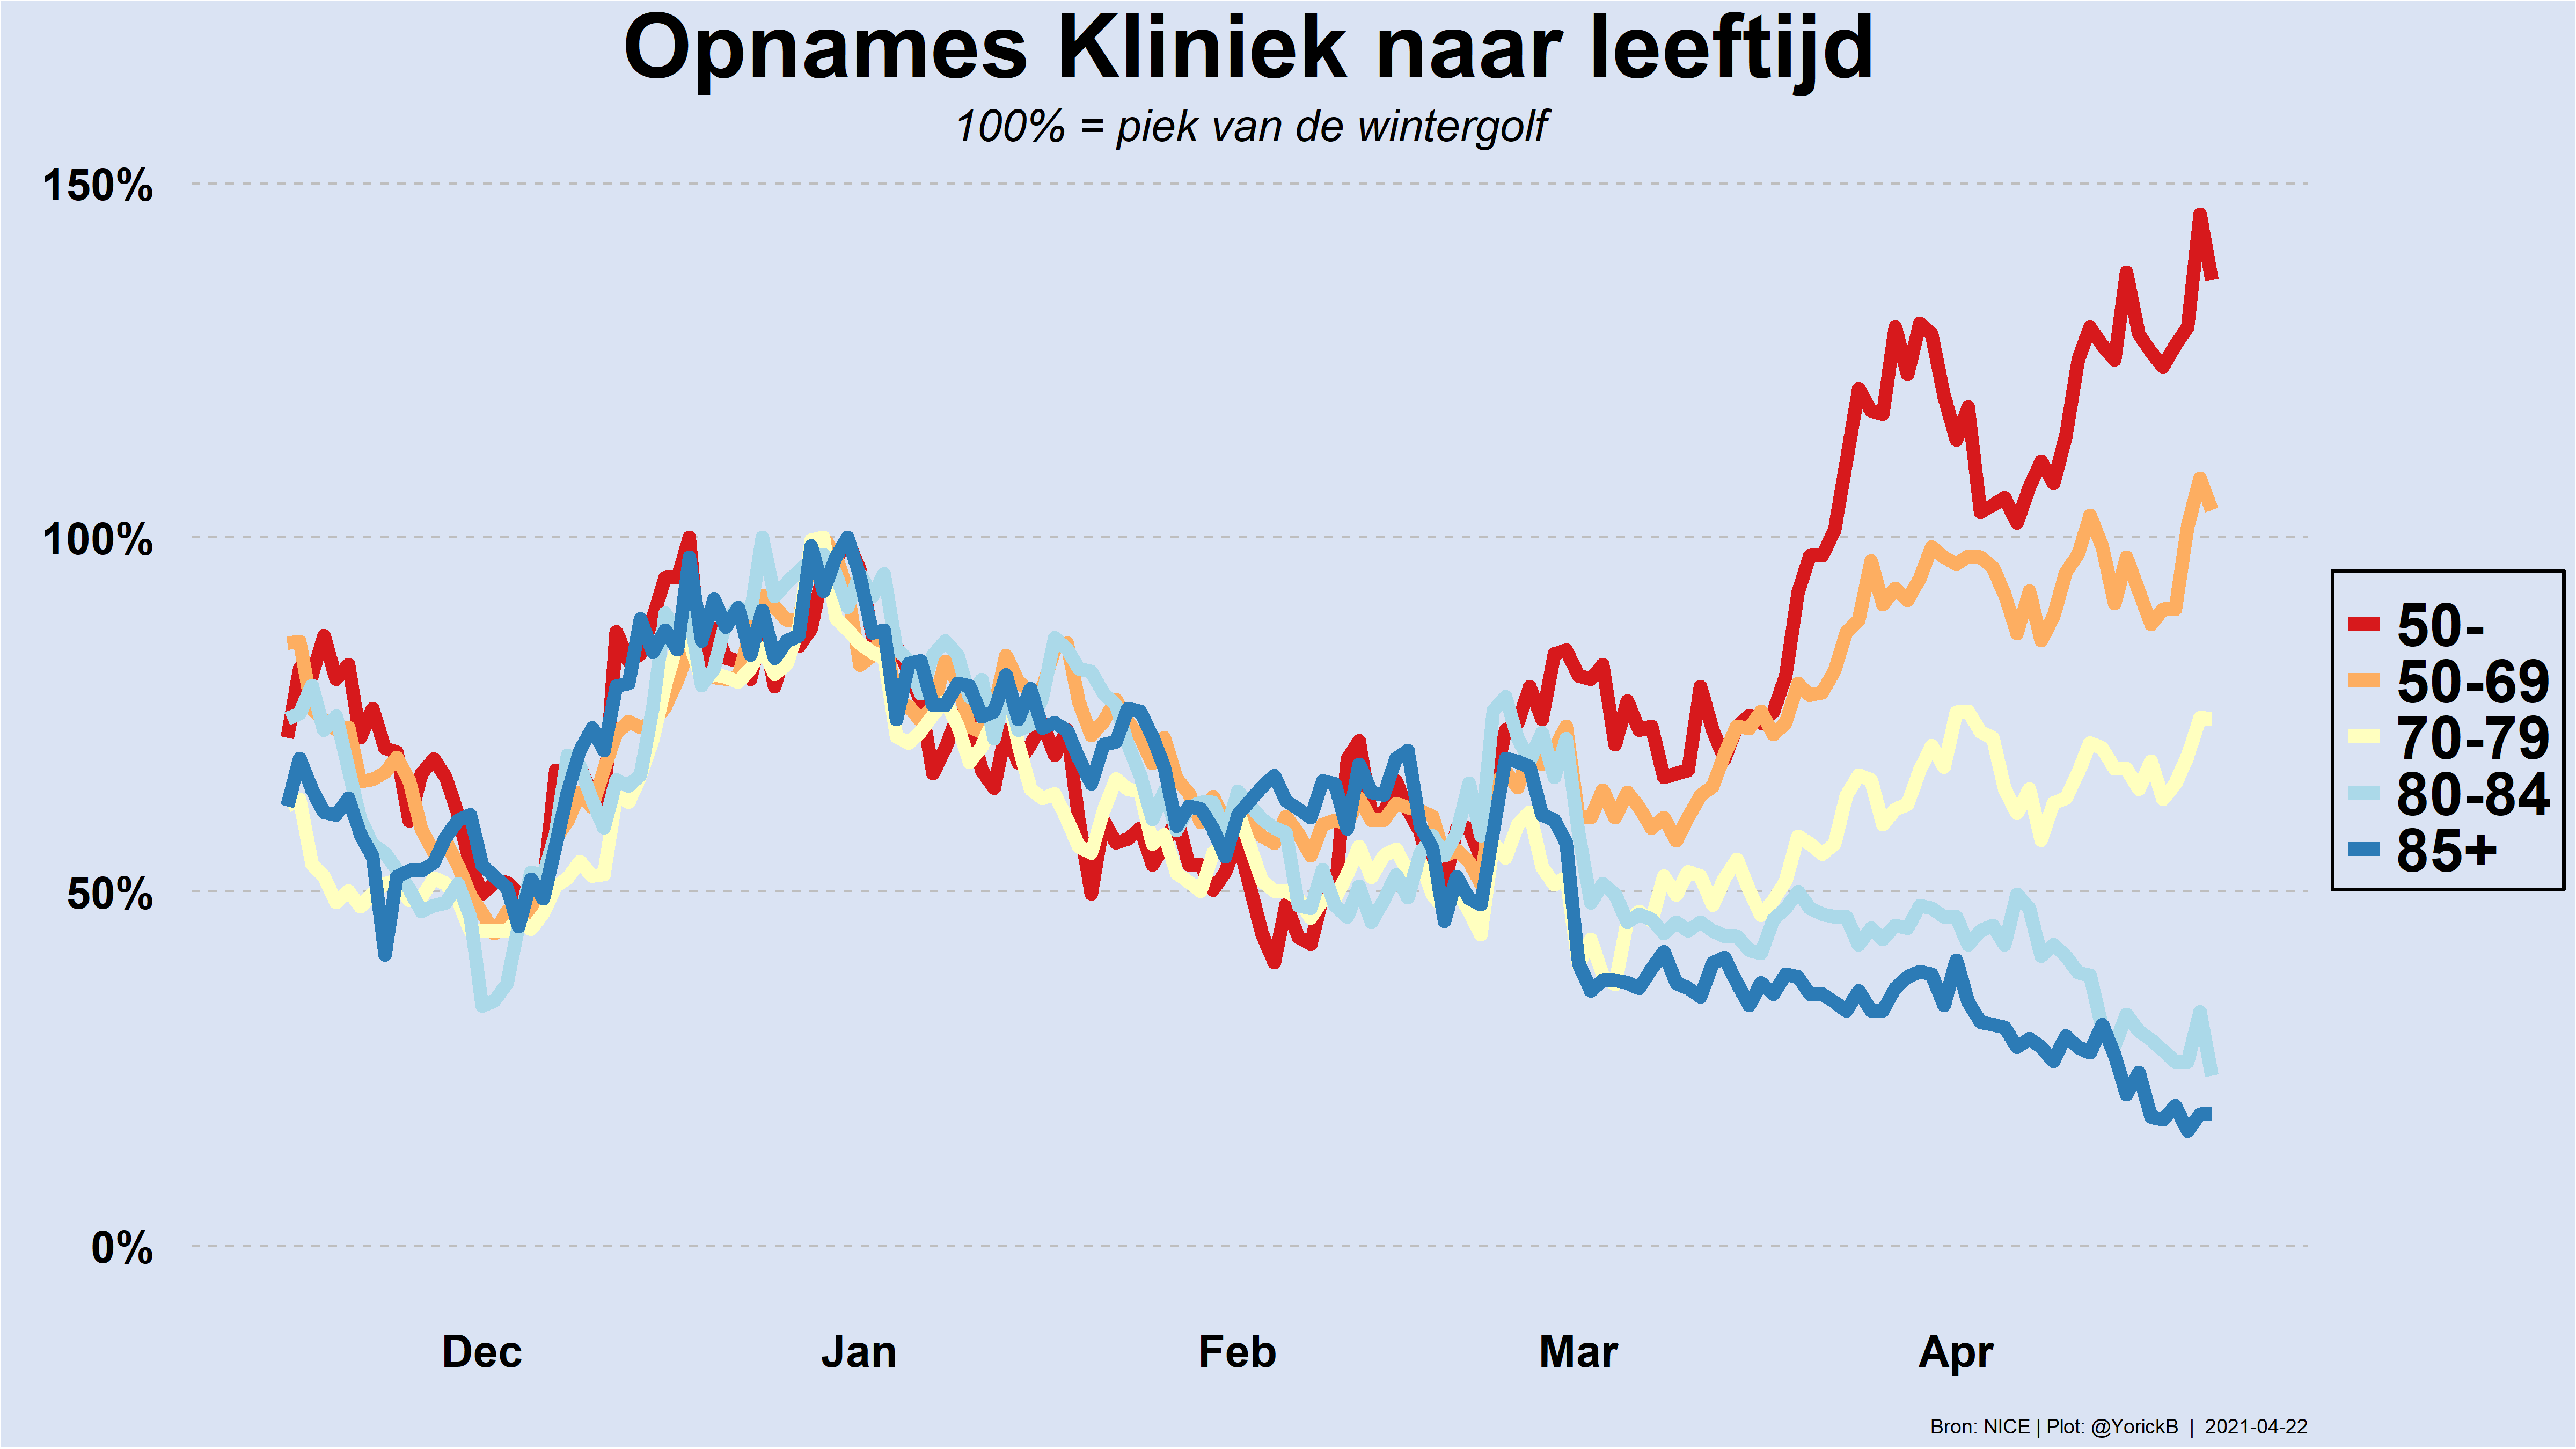 Opnames Kliniek naar leeftijd
100% = piek van de wintergolf
150%
100%
50%
0%
50-
50-69
70-79
80-84
85+
Dec Jan Feb Mar Apr
Bron: NICE | Plot: @YorickB | 2021-04-22